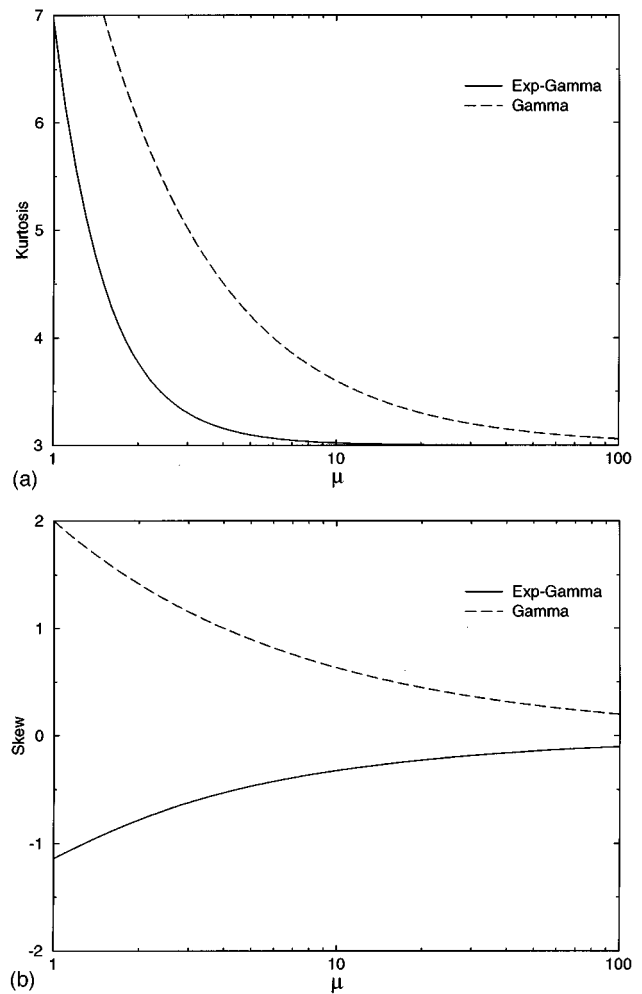 7
6
5
4
3
Kurtosis
Exp-Gamma
Gamma
1
10
100
μ
(a)
2
1
0
-1
-2
Skew
Exp-Gamma
Gamma
1
10
100
μ
(b)